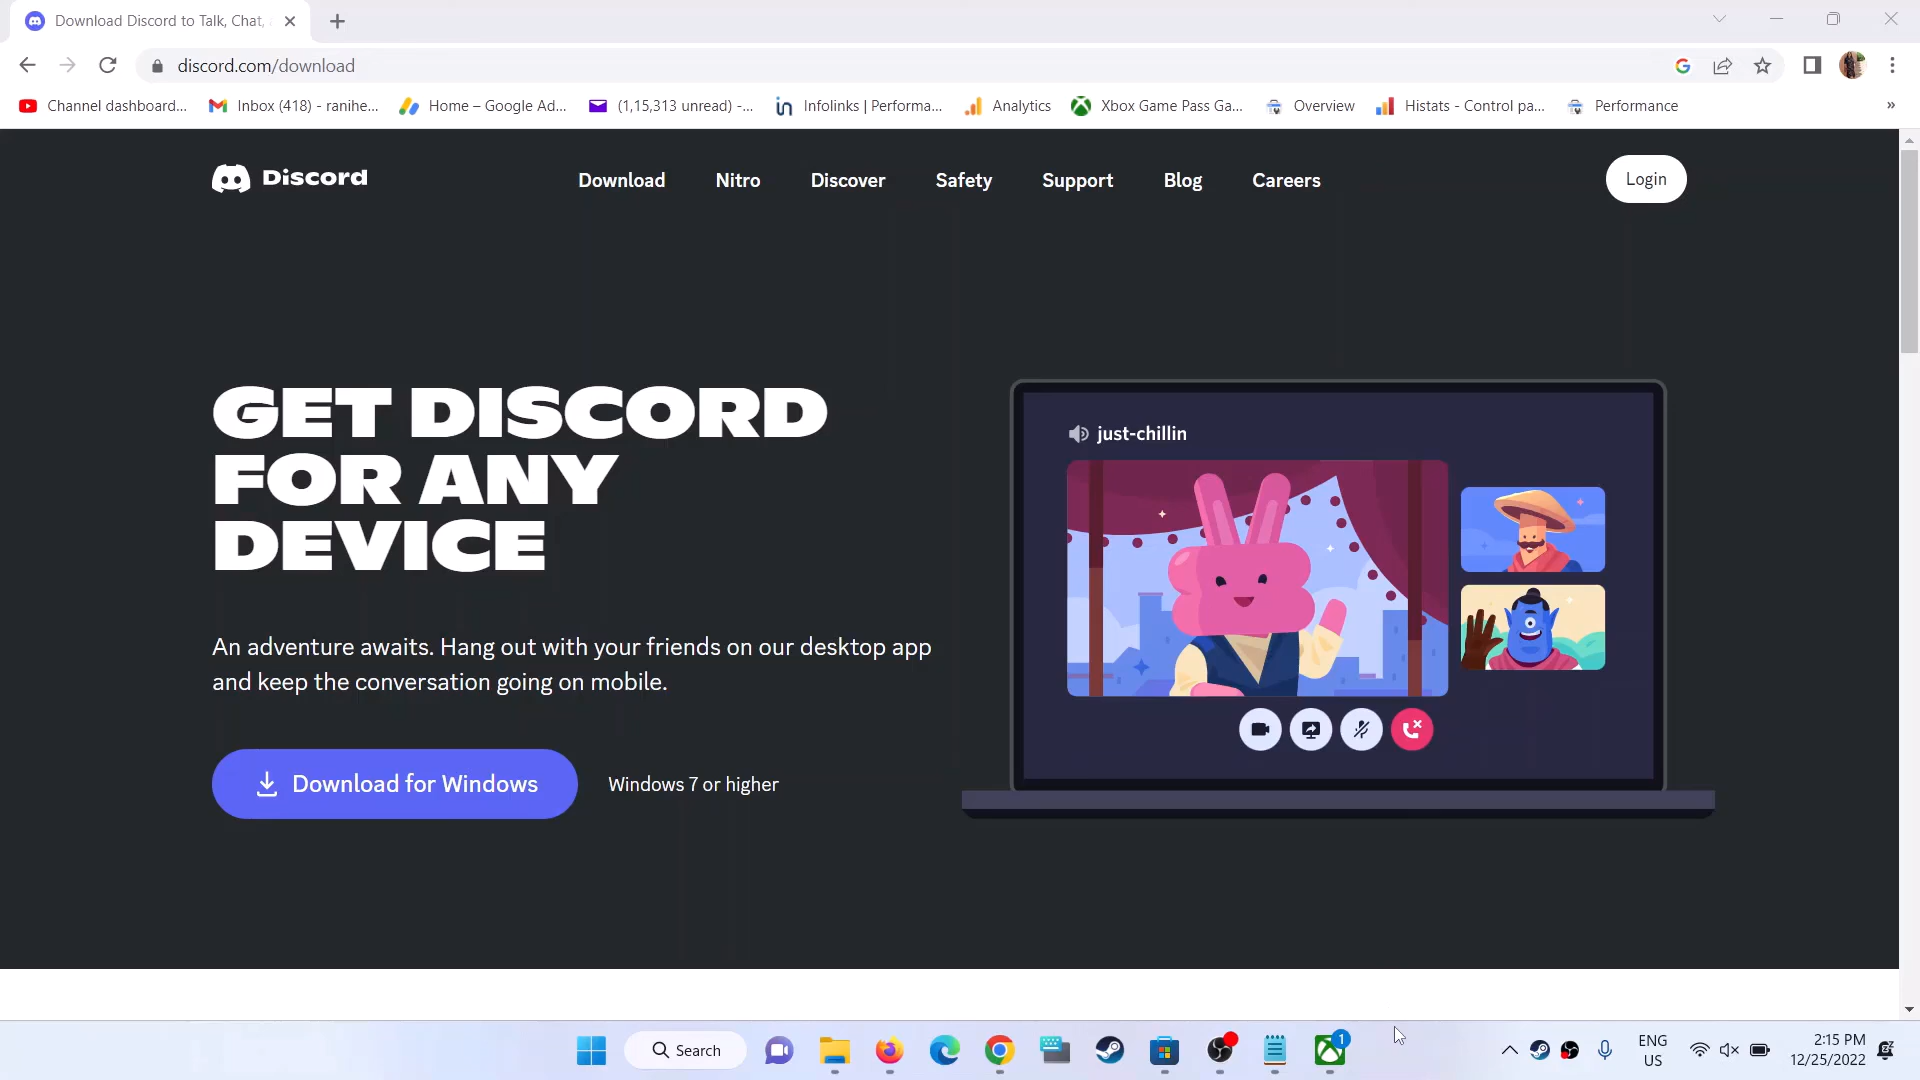 Download Discord to Talk, Chat,
discord.com/download
Channel dashboard...
Inbox (418) - ranihe...
Home – Google Ad...
(1,15,313 unread) -...
Infolinks | Performa...
Analytics
Xbox Game Pass Ga...
Overview
Histats - Control pa...
Performance
»
Discord
Download
Nitro
Discover
Safety
Support
Blog
Careers
Login
GET DISCORD
FOR ANY
DEVICE
just-chillin
An adventure awaits. Hang out with your friends on our desktop app
and keep the conversation going on mobile.
Download for Windows
Windows 7 or higher
Search
1
ENG
US
2:15 PM
12/25/2022